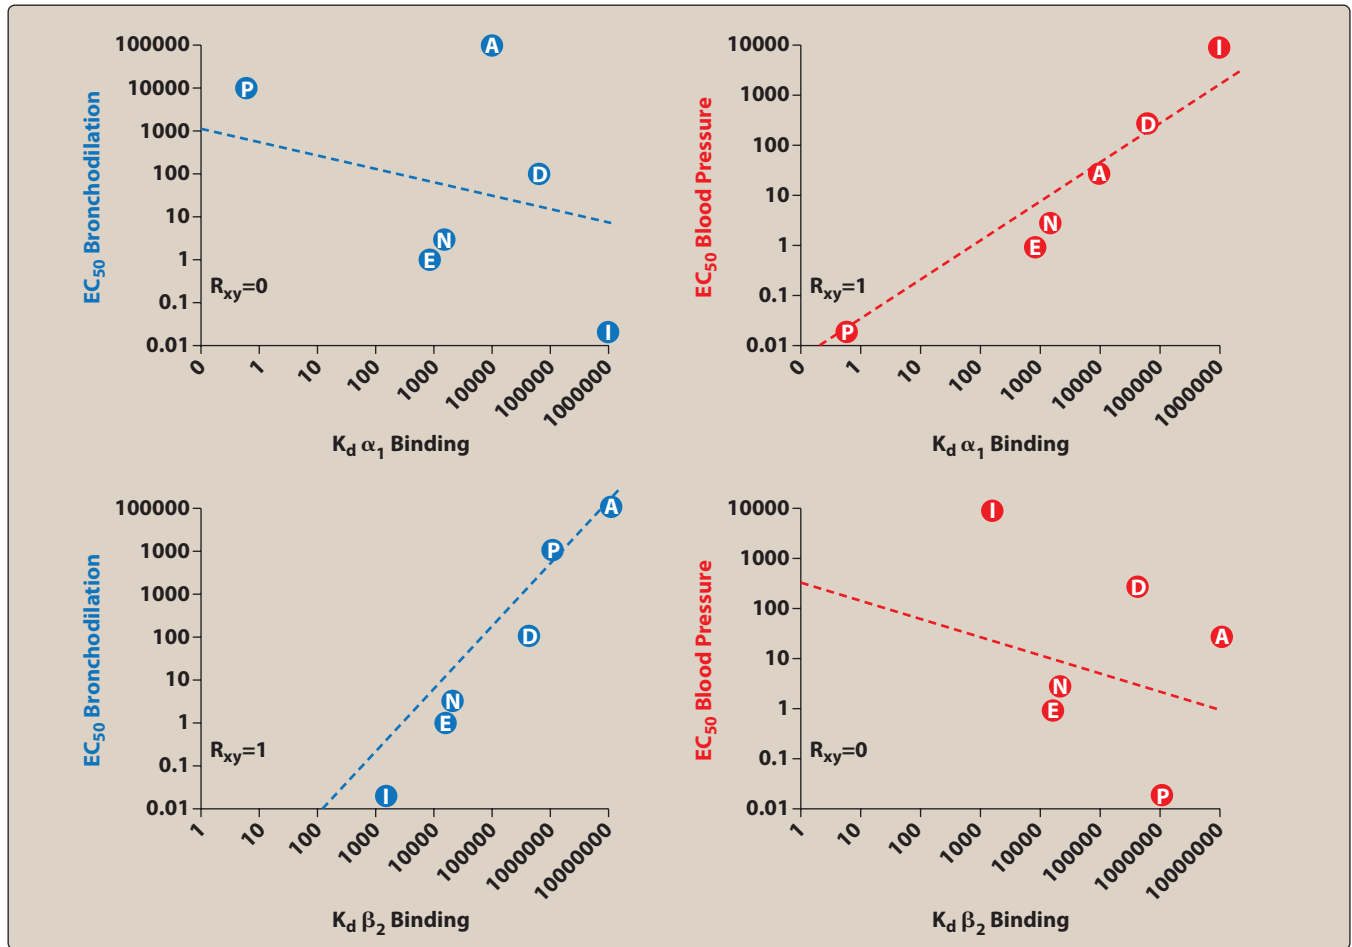 100000
10000
1000
100
10
1
0.1
0.01
EC50 Bronchodilation
A
P
D
N
E
I
Rxy=0
0
1
10
100
1000
10000
100000
1000000
Kd α1 Binding
10000
1000
100
10
1
0.1
0.01
EC50 Blood Pressure
I
D
A
N
E
P
Rxy=1
0
1
10
100
1000
10000
100000
1000000
Kd α1 Binding
100000
10000
1000
100
10
1
0.1
0.01
EC50 Bronchodilation
A
P
D
N
E
I
Rxy=1
1
10
100
1000
10000
100000
1000000
10000000
Kd β2 Binding
10000
1000
100
10
1
0.1
0.01
EC50 Blood Pressure
I
D
A
N
E
P
Rxy=0
1
10
100
1000
10000
100000
1000000
10000000
Kd β2 Binding